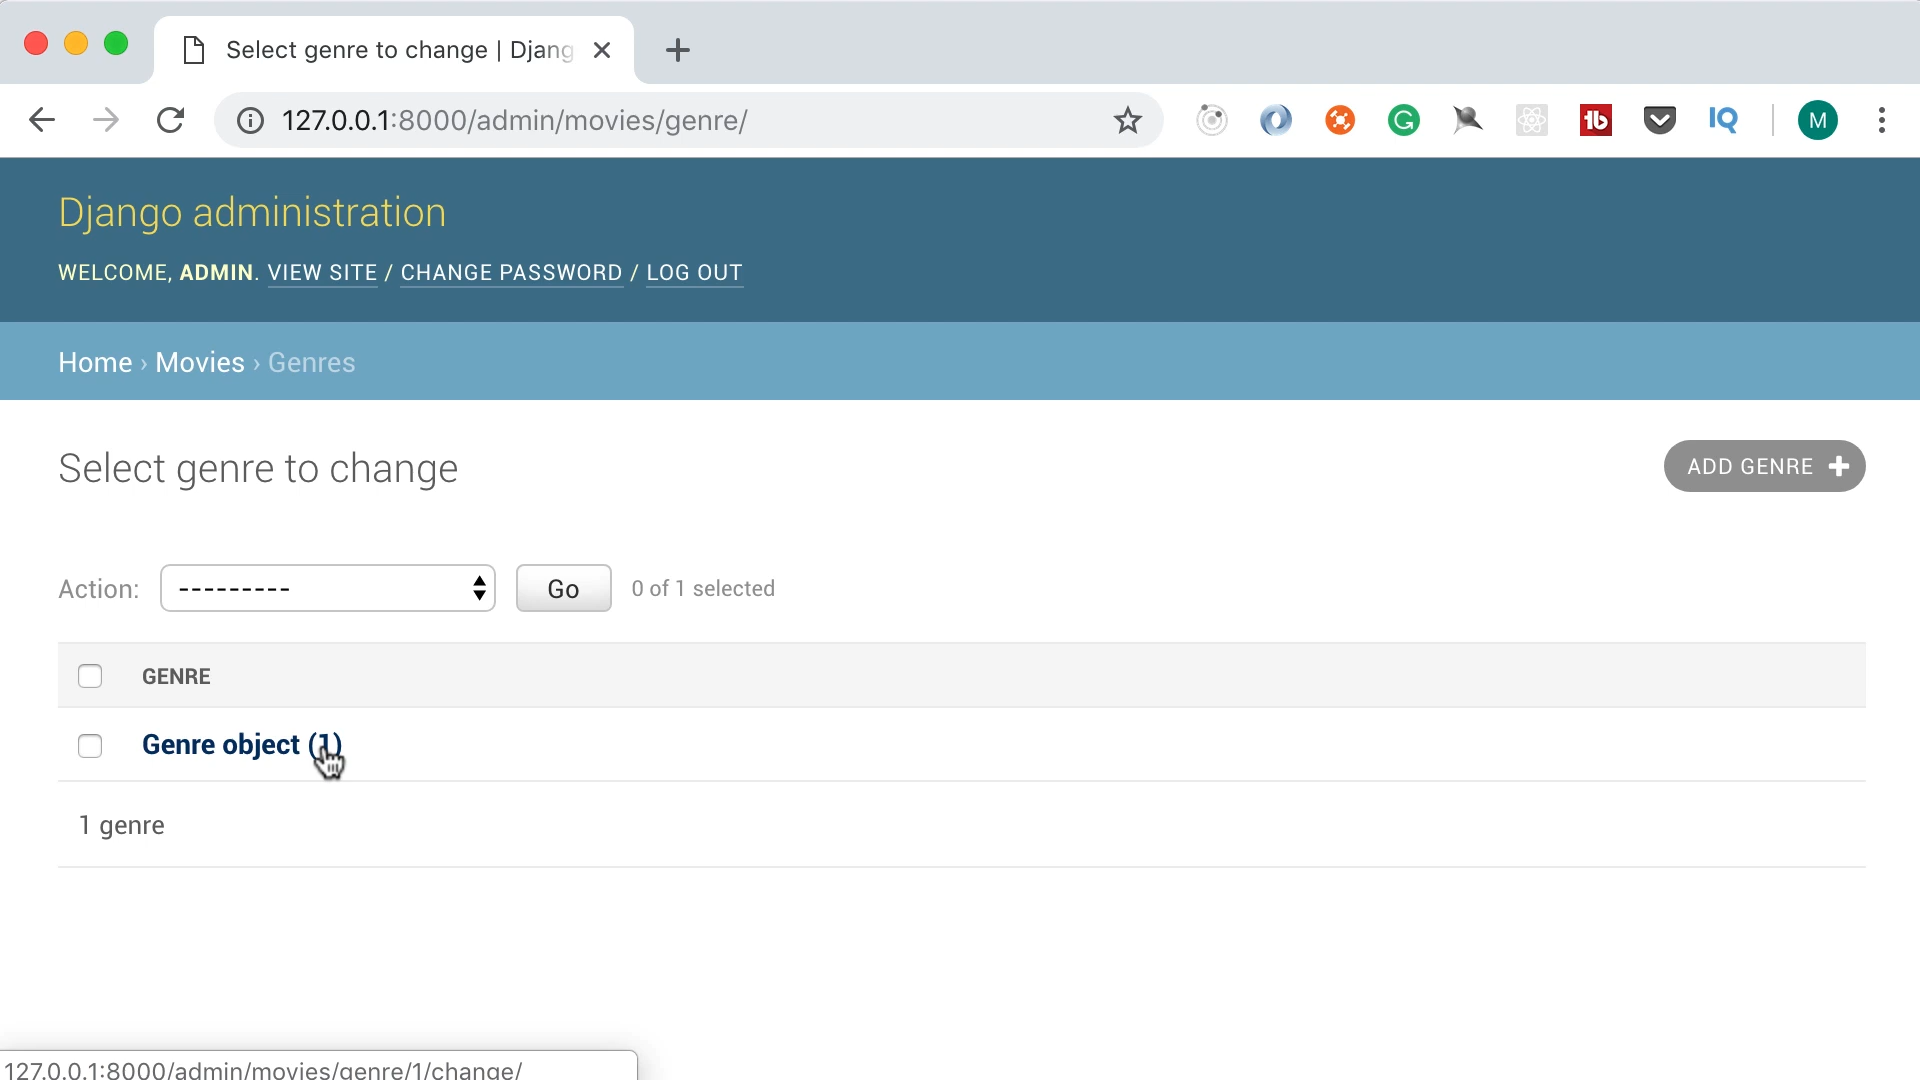 Select genre to change | Djang
127.0.0.1:8000/admin/movies/genre/
G
tb
IQ
M
Django administration
WELCOME, ADMIN. VIEW SITE / CHANGE PASSWORD / LOG OUT
Home › Movies › Genres
Select genre to change
ADD GENRE +
Action: --------- Go 0 of 1 selected
GENRE
Genre object (1)
1 genre
127.0.0.1:8000/admin/movies/genre/1/change/